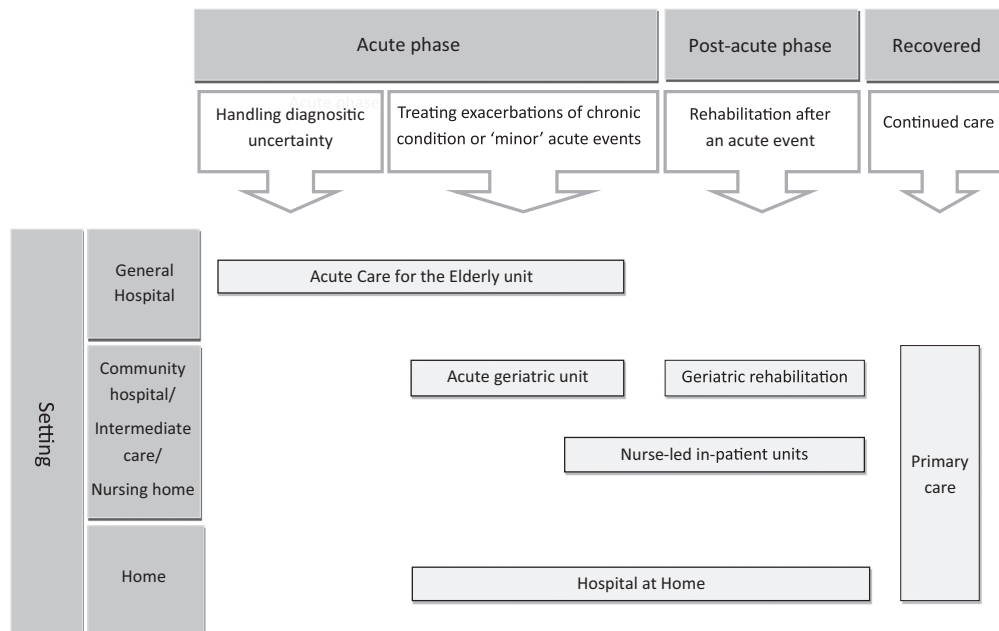 Acute phase
Post-acute phase
Recovered
Acute phase
Handling diagnositic
uncertainty
Treating exacerbations of chronic
condition or ‘minor’ acute events
Rehabilitation after
an acute event
Continued care
Setting
General
Hospital
Acute Care for the Elderly unit
Community
hospital/
Intermediate
care/
Nursing home
Acute geriatric unit
Geriatric rehabilitation
Nurse-led in-patient units
Primary
care
Home
Hospital at Home